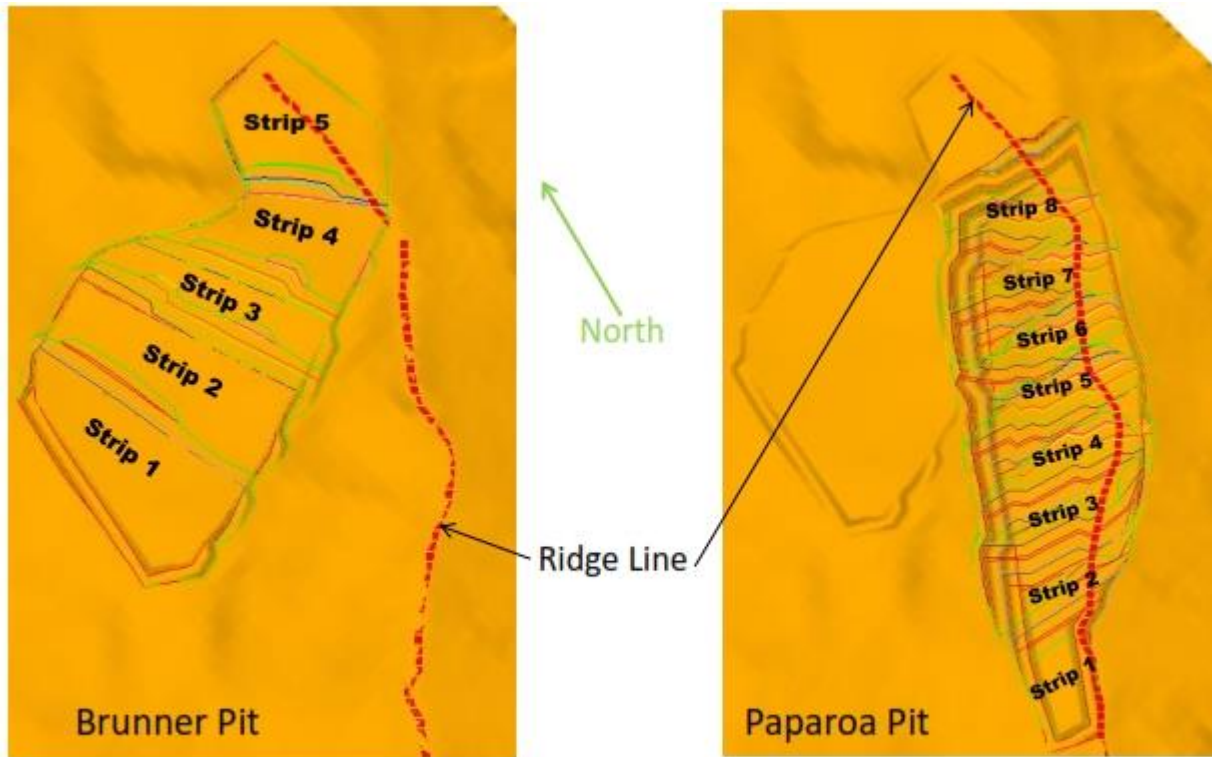 Strip 5
Strip 4
Strip 3
Strip 2
Strip 1
Brunner Pit
North
Ridge Line
Strip 8
Strip 7
Strip 6
Strip 5
Strip 4
Strip 3
Strip 2
Strip 1
Paparoa Pit